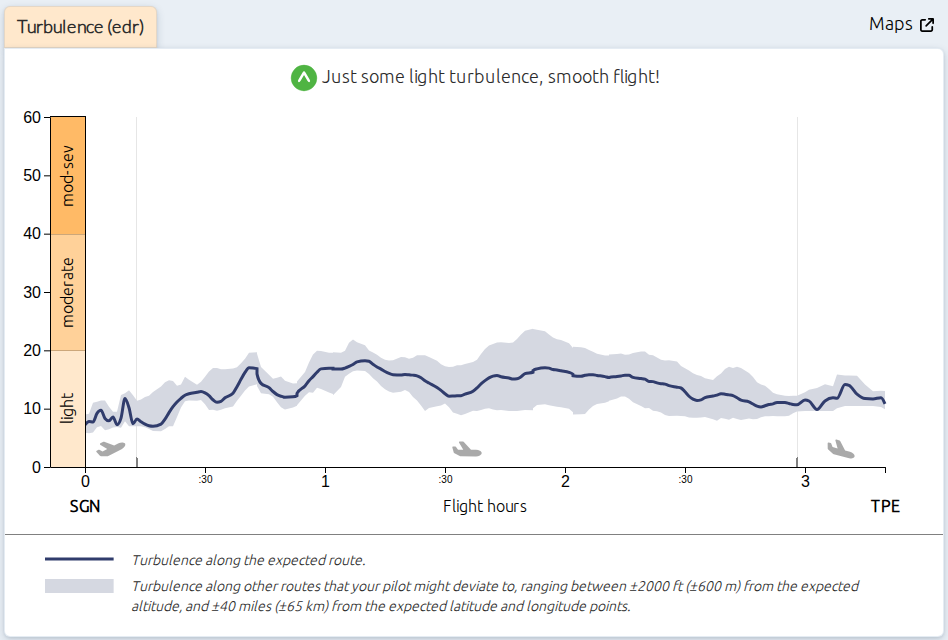 Turbulence (edr)
Maps
Just some light turbulence, smooth flight!
60
50
40
30
20
10
0
mod-sev
moderate
light
0 :30 1 :30 2 :30 3
SGN Flight hours TPE
Turbulence along the expected route.
Turbulence along other routes that your pilot might deviate to, ranging between ±2000 ft (±600 m) from the expected
altitude, and ±40 miles (±65 km) from the expected latitude and longitude points.